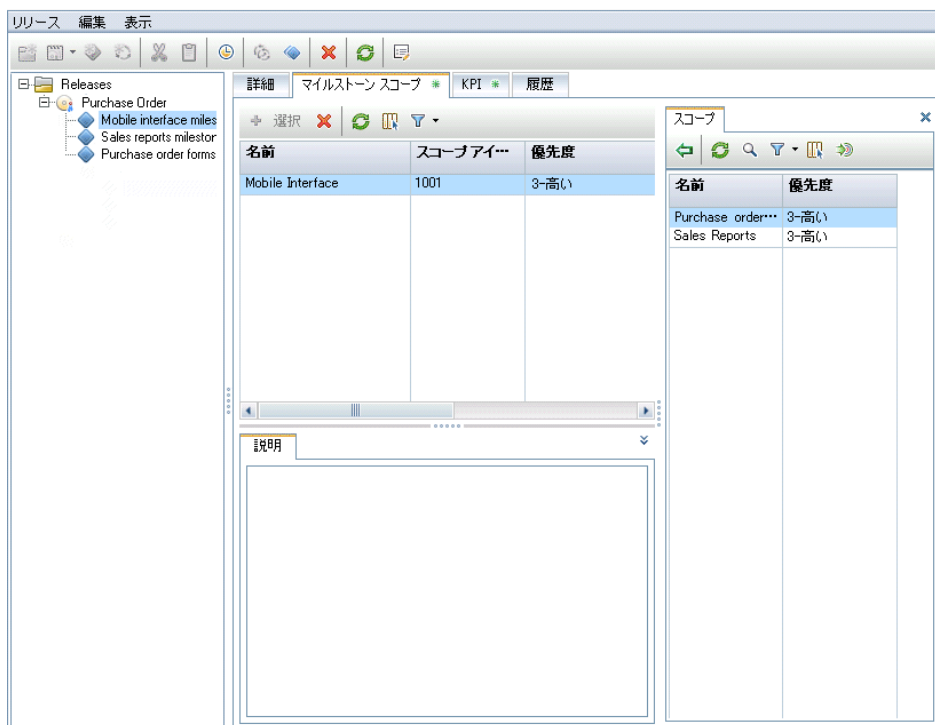 リリース 編集 表示
Releases
Purchase Order
Mobile interface miles
Sales reports milestor
Purchase order forms
詳細 マイルストーン スコープ * KPI * 履歴
選択
名前 スコープ アイ… 優先度
Mobile Interface 1001 3-高い
説明
スコープ
名前 優先度
Purchase order… 3-高い
Sales Reports 3-高い